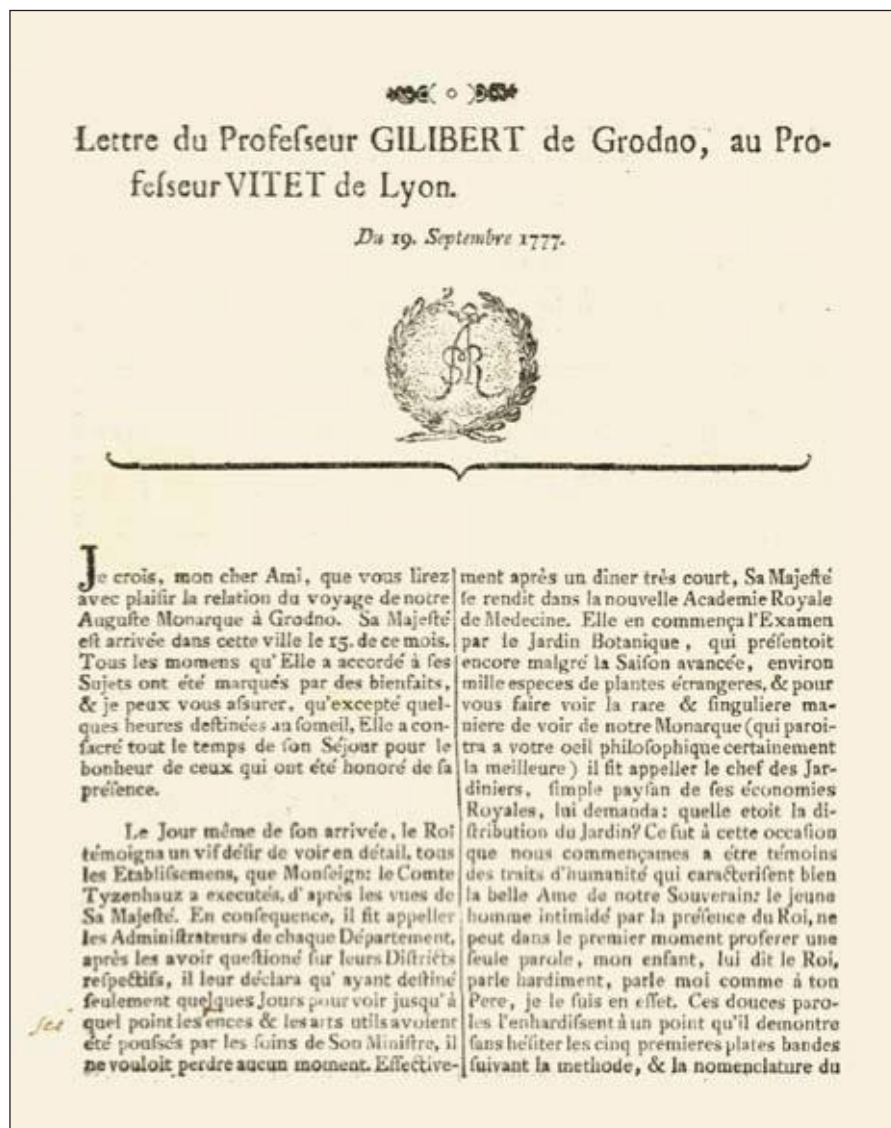 Lettre du Profeſseur GILIBERT de Grodno, au Pro-
feſseur VITET de Lyon.
Du 19. Septembre 1777.
ASR
Je crois, mon cher Ami, que vous lirez
avec plaiſir la relation du voyage de notre
Auguſte Monarque à Grodno. Sa Majeſté
eſt arrivée dans cette ville le 15. de ce mois.
Tous les momens qu'Elle a accordé à ſes
Sujets ont été marqués par des bienfaits,
& je peux vous aſsurer, qu'excepté quel-
ques heures deſtinées au ſomeil, Elle a con-
ſacré tout le temps de ſon Séjour pour le
bonheur de ceux qui ont été honoré de ſa
préſence.
Le Jour même de ſon arrivée, le Roi
témoigna un vif déſir de voir en détail, tous
les Etabliſsemens, que Monſeign: le Comte
Tyzenhauz a executés, d'après les vues de
Sa Majeſté. En conſequence, il fit appeller
les Adminiſtrateurs de chaque Département,
après les avoir queſtioné ſur leurs Diſtricts
reſpectifs, il leur déclara qu' ayant deſtiné
ſeulement quelques Jours pour voir jusqu'à
ſci
quel point les ences & les arts utils avoient
été pouſsés par les ſoins de Son Miniſtre, il
ne vouloit perdre aucun moment. Effective-
ment après un diner très court, Sa Majeſté
ſe rendit dans la nouvelle Academie Royale
de Medecine. Elle en commença l'Examen
par le Jardin Botanique, qui préſentoit
encore malgré la Saiſon avancée, environ
mille especes de plantes étrangeres, & pour
vous faire voir la rare & ſinguliere ma-
niere de voir de notre Monarque (qui paroi-
tra a votre oeil philoſophique certainement
la meilleure) il fit appeller le chef des Jar-
diniers, ſimple payſan de ſes économies
Royales, lui demanda: quelle etoit la di-
ſtribution du Jardin? Ce fut à cette occaſion
que nous commençames a étre témoins
des traits d'humanité qui caracteriſent bien
la belle Ame de notre Souverain: le jeune
homme intimidé par la préſence du Roi, ne
peut dans le premier moment proferer une
ſeule parole, mon enfant, lui dit le Roi,
parle hardiment, parle moi comme á ton
Pere, je le ſuis en effet. Ces douces paro-
les l'enhardiſsent à un point qu'il demontre
ſans héſiter les cinq premieres plates bandes
ſuivant la methode, & la nomenclature du